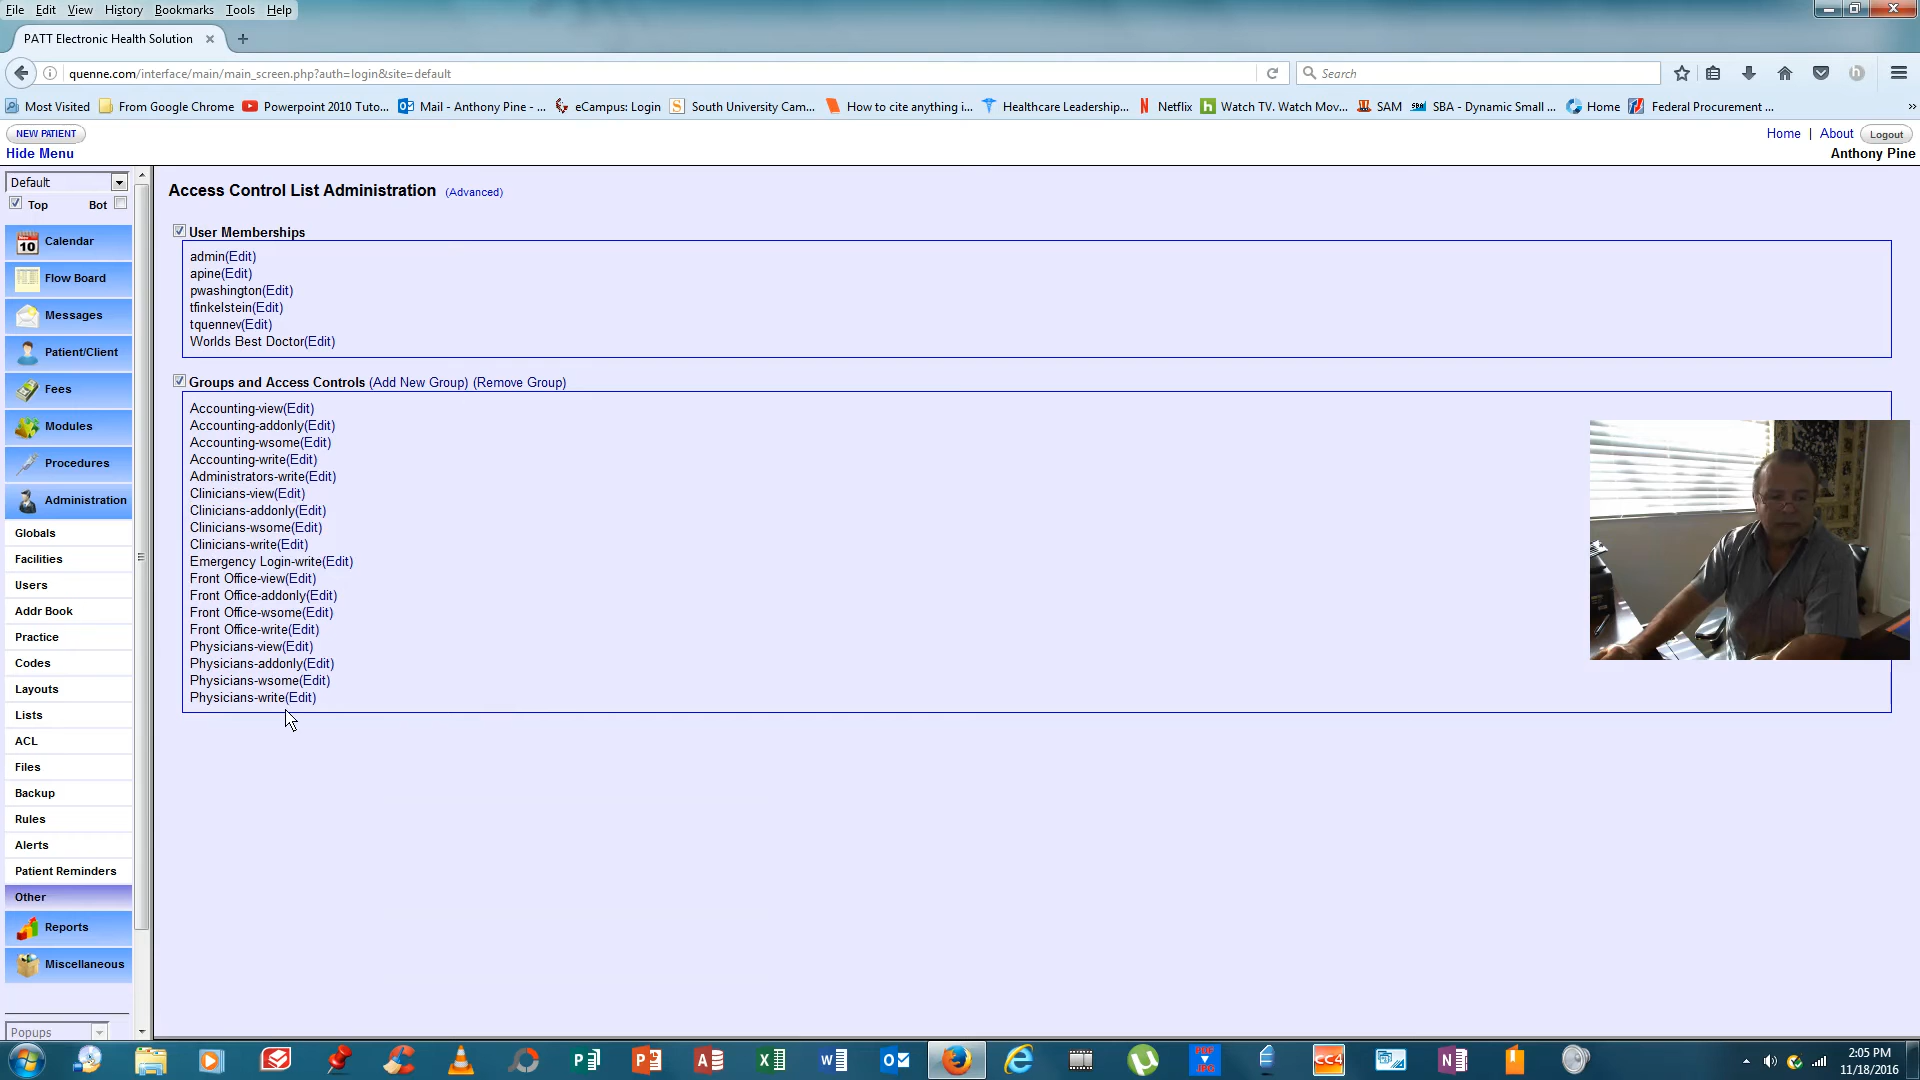 File Edit View History Bookmarks Tools Help
PATT Electronic Health Solution
quenne.com/interface/main/main_screen.php?auth=login&site=default
Search
Most Visited From Google Chrome Powerpoint 2010 Tuto... Mail - Anthony Pine - ... eCampus: Login South University Cam... How to cite anything i... Healthcare Leadership... Netflix Watch TV. Watch Mov... SAM SBA - Dynamic Small ... Home Federal Procurement ...
NEW PATIENT
Home | About Logout
Hide Menu
Anthony Pine
Default
Top Bot
Calendar
Flow Board
Messages
Patient/Client
Fees
Modules
Procedures
Administration
Globals
Facilities
Users
Addr Book
Practice
Codes
Layouts
Lists
ACL
Files
Backup
Rules
Alerts
Patient Reminders
Other
Reports
Miscellaneous
Popups
Access Control List Administration (Advanced)
User Memberships
admin(Edit)
apine(Edit)
pwashington(Edit)
tfinkelstein(Edit)
tquennev(Edit)
Worlds Best Doctor(Edit)
Groups and Access Controls (Add New Group) (Remove Group)
Accounting-view(Edit)
Accounting-addonly(Edit)
Accounting-wsome(Edit)
Accounting-write(Edit)
Administrators-write(Edit)
Clinicians-view(Edit)
Clinicians-addonly(Edit)
Clinicians-wsome(Edit)
Clinicians-write(Edit)
Emergency Login-write(Edit)
Front Office-view(Edit)
Front Office-addonly(Edit)
Front Office-wsome(Edit)
Front Office-write(Edit)
Physicians-view(Edit)
Physicians-addonly(Edit)
Physicians-wsome(Edit)
Physicians-write(Edit)
2:05 PM
11/18/2016